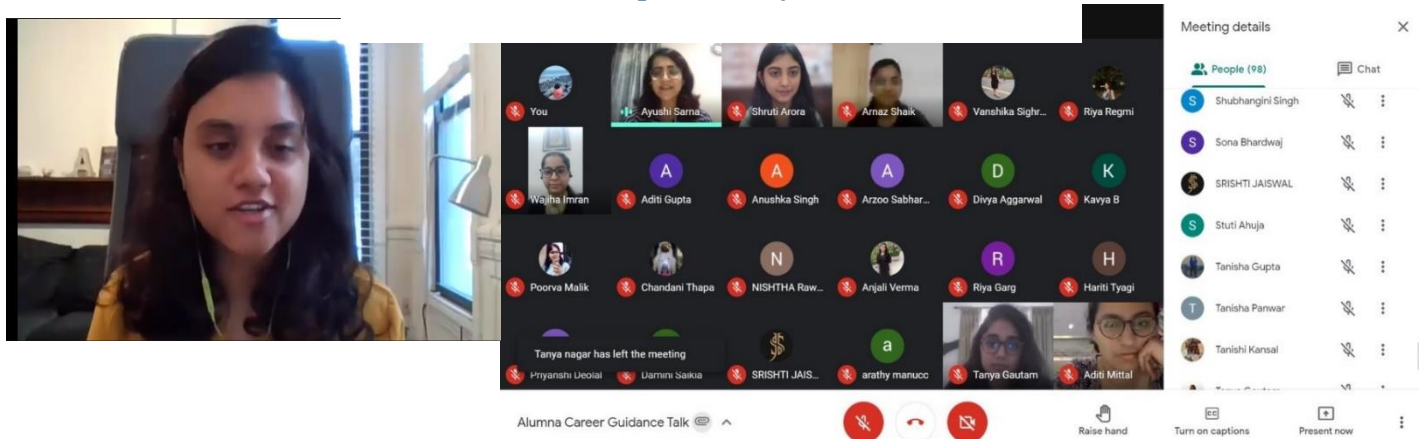 Meeting details
People (98)
Chat
You
Ayushi Sarna
Shruti Arora
Arnaz Shaik
Vanshika Sighr...
Riya Regmi
Wajiha Imran
A
Aditi Gupta
A
Anushka Singh
A
Arzoo Sabhar...
D
Divya Aggarwal
K
Kavya B
Poorva Malik
Chandani Thapa
N
NISHTHA Raw...
Anjali Verma
R
Riya Garg
H
Hariti Tyagi
Tanya nagar has left the meeting
Priyanshi Deolal
Damini Saikia
SRISHTI JAIS...
a
arathy manucc
Tanya Gautam
Aditi Mittal
S
Shubhangini Singh
S
Sona Bhardwaj
SRISHTI JAISWAL
S
Stuti Ahuja
Tanisha Gupta
T
Tanisha Panwar
Tanishi Kansal
Alumna Career Guidance Talk
Raise hand
CC
Turn on captions
Present now